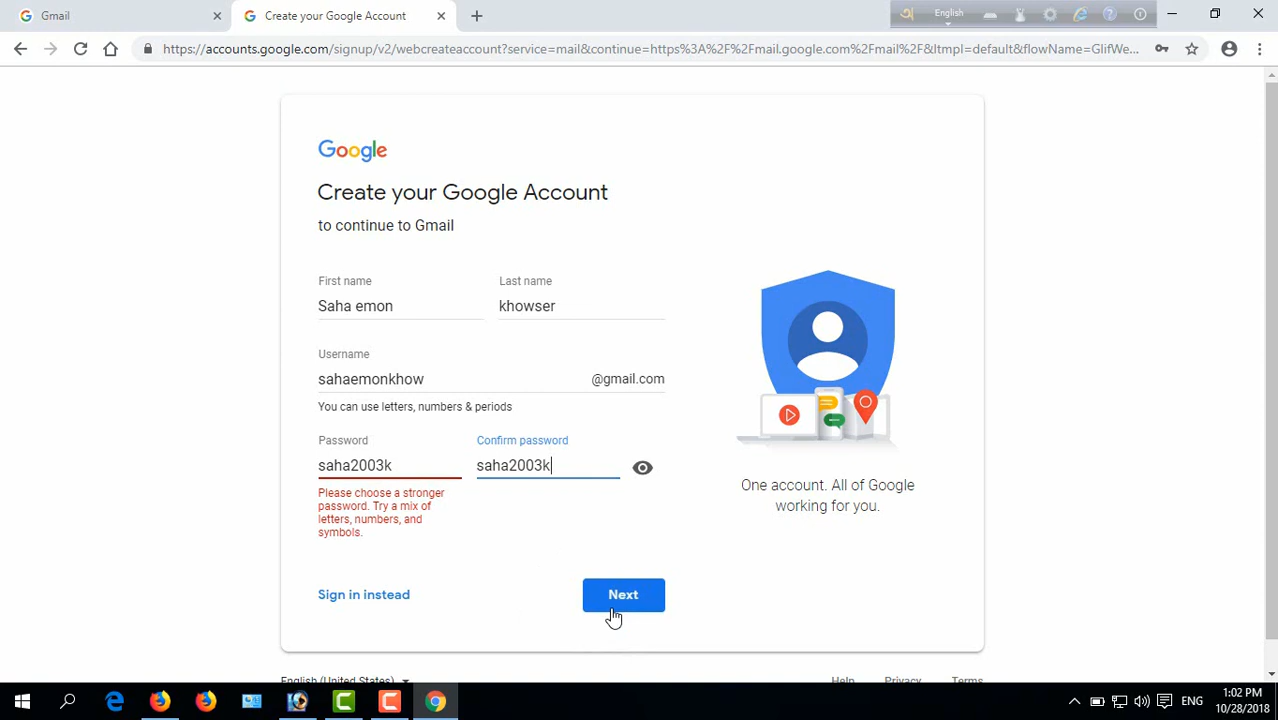 Gmail
Create your Google Account
English
https://accounts.google.com/signup/v2/webcreateaccount?service=mail&continue=https%3A%2F%2Fmail.google.com%2Fmail%2F&ltmpl=default&flowName=GlifWe...
Google
Create your Google Account
to continue to Gmail
First name
Last name
Saha emon
khowser
Username
sahaemonkhow
@gmail.com
You can use letters, numbers & periods
Password
Confirm password
saha2003k
saha2003k
Please choose a stronger
password. Try a mix of
letters, numbers, and
symbols.
One account. All of Google
working for you.
Sign in instead
Next
English (United States)
Help
Privacy
Terms
ENG
1:02 PM
10/28/2018